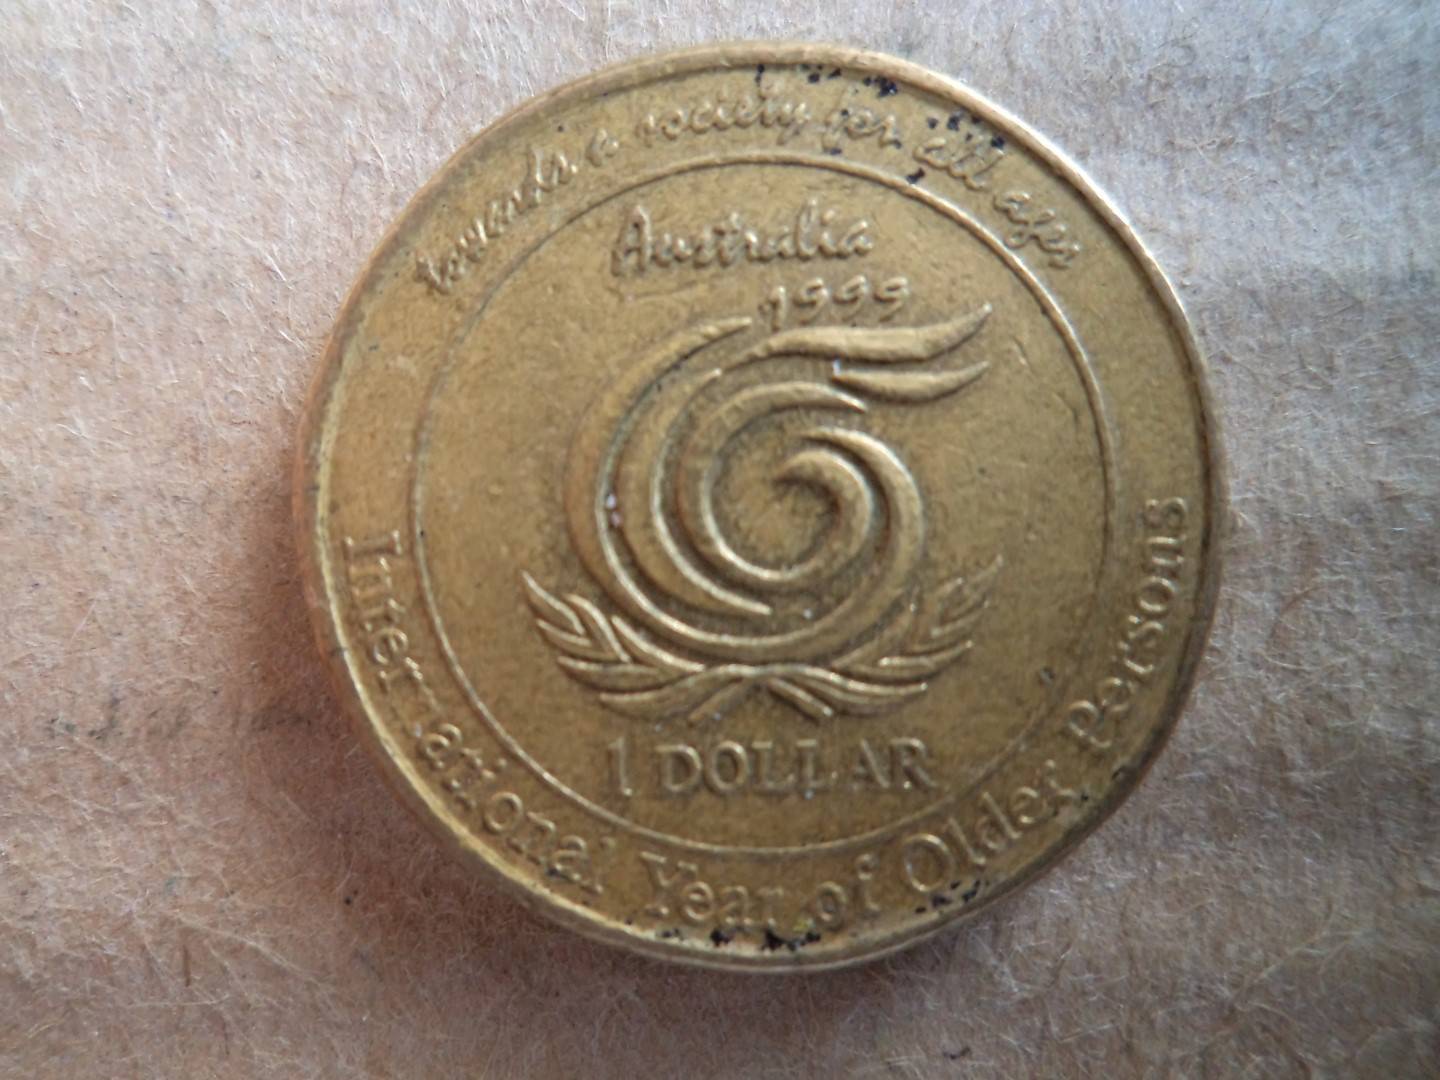 towards a society for all ages
Australia
1999
1 DOLLAR
International Year of Older Persons